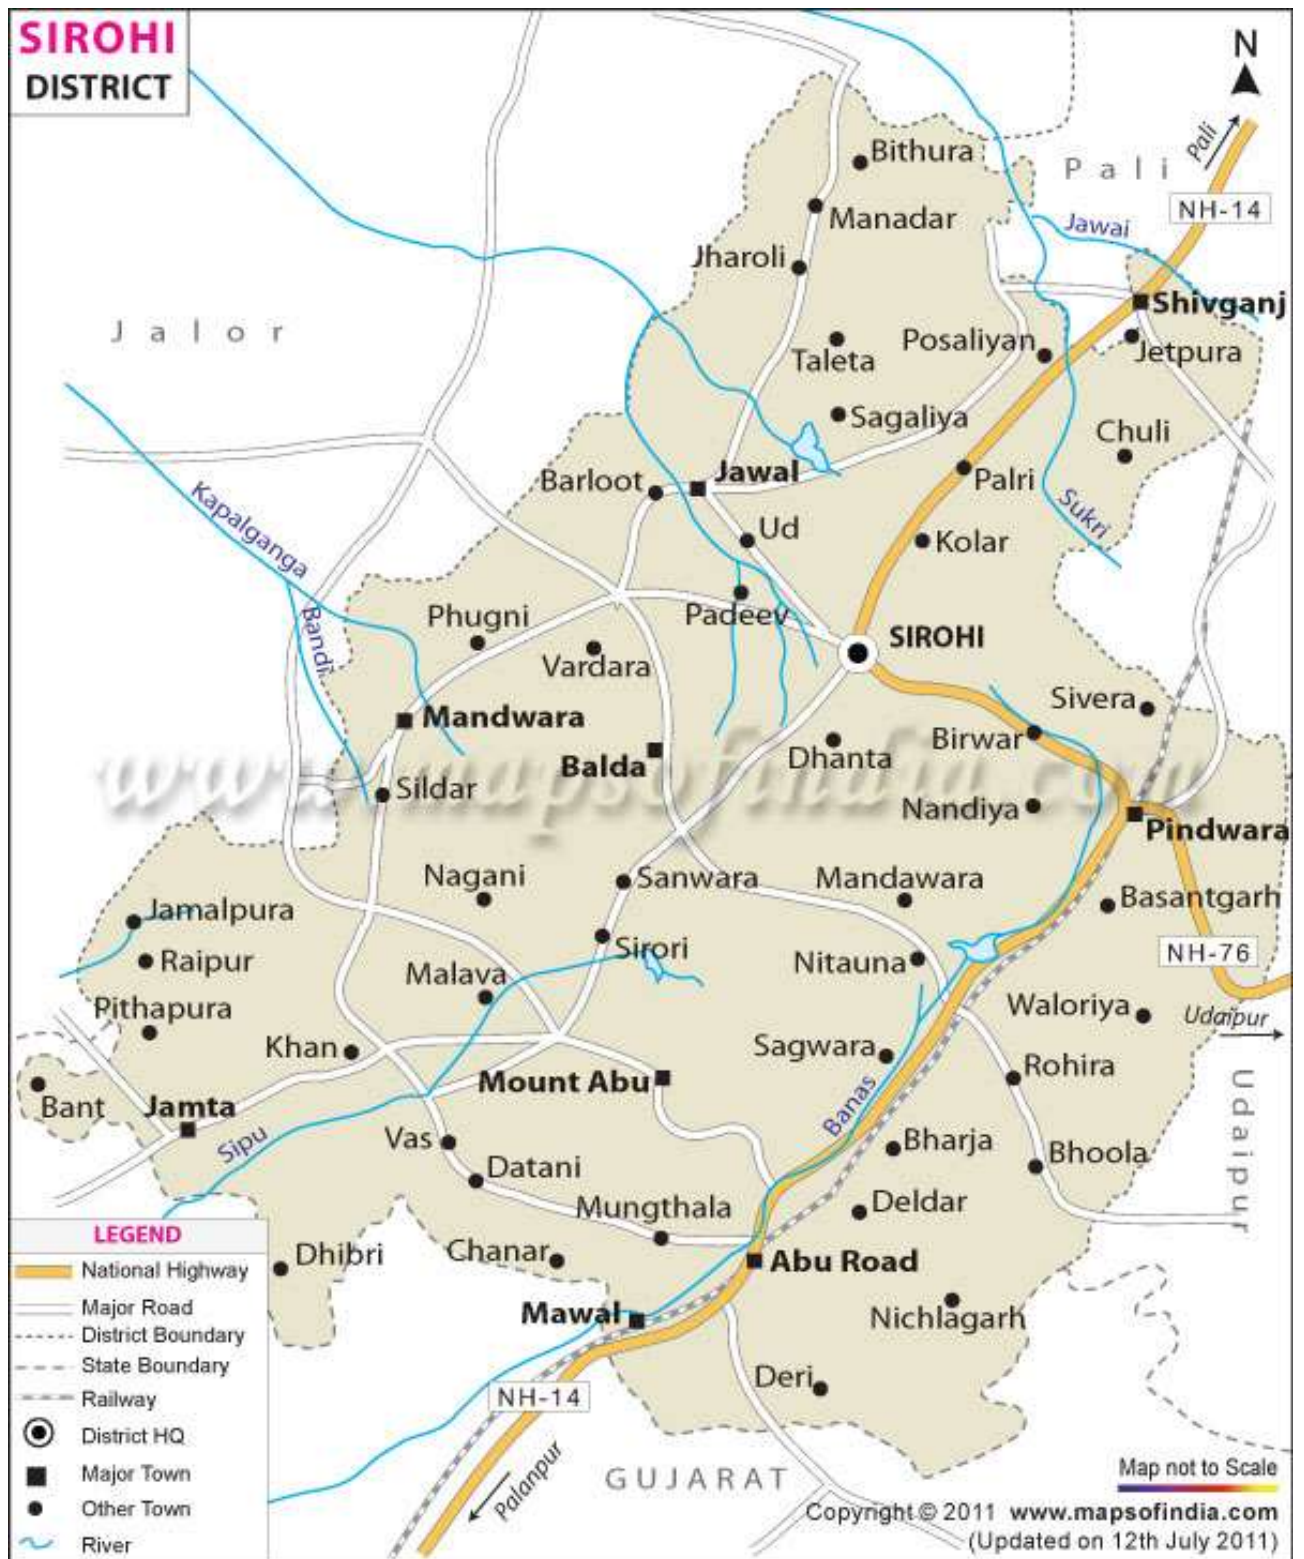 SIROHI
DISTRICT
N
Pali
Pali
NH-14
Bithura
Manadar
Jawai
Jharoli
Shivganj
Jalor
Taleta
Posaliyan
Jetpura
Sagaliya
Chuli
Barloot
Jawal
Palri
Kapalganga
Ud
Kolar
Sukri
Bandi
Phugni
Padeev
SIROHI
Vardara
Sivera
Mandwara
Birwar
Balda
Dhanta
www.mapsofindia.com
Sildar
Nandiya
Pindwara
Nagani
Sanwara
Mandawara
Basantgarh
Jamalpura
Sirori
NH-76
Raipur
Malava
Nitauna
Pithapura
Waloriya
Udaipur
Khan
Sagwara
Rohira
Mount Abu
Bant
Jamta
Banas
Udaipur
Sipu
Vas
Bharja
Bhoola
Datani
Mungthala
Deldar
LEGEND
National Highway
Major Road
District Boundary
State Boundary
Railway
District HQ
Major Town
Other Town
River
Dhibri
Chanar
Abu Road
Mawal
Nichlagarh
Deri
NH-14
Palanpur
GUJARAT
Map not to Scale
Copyright © 2011 www.mapsofindia.com
(Updated on 12th July 2011)